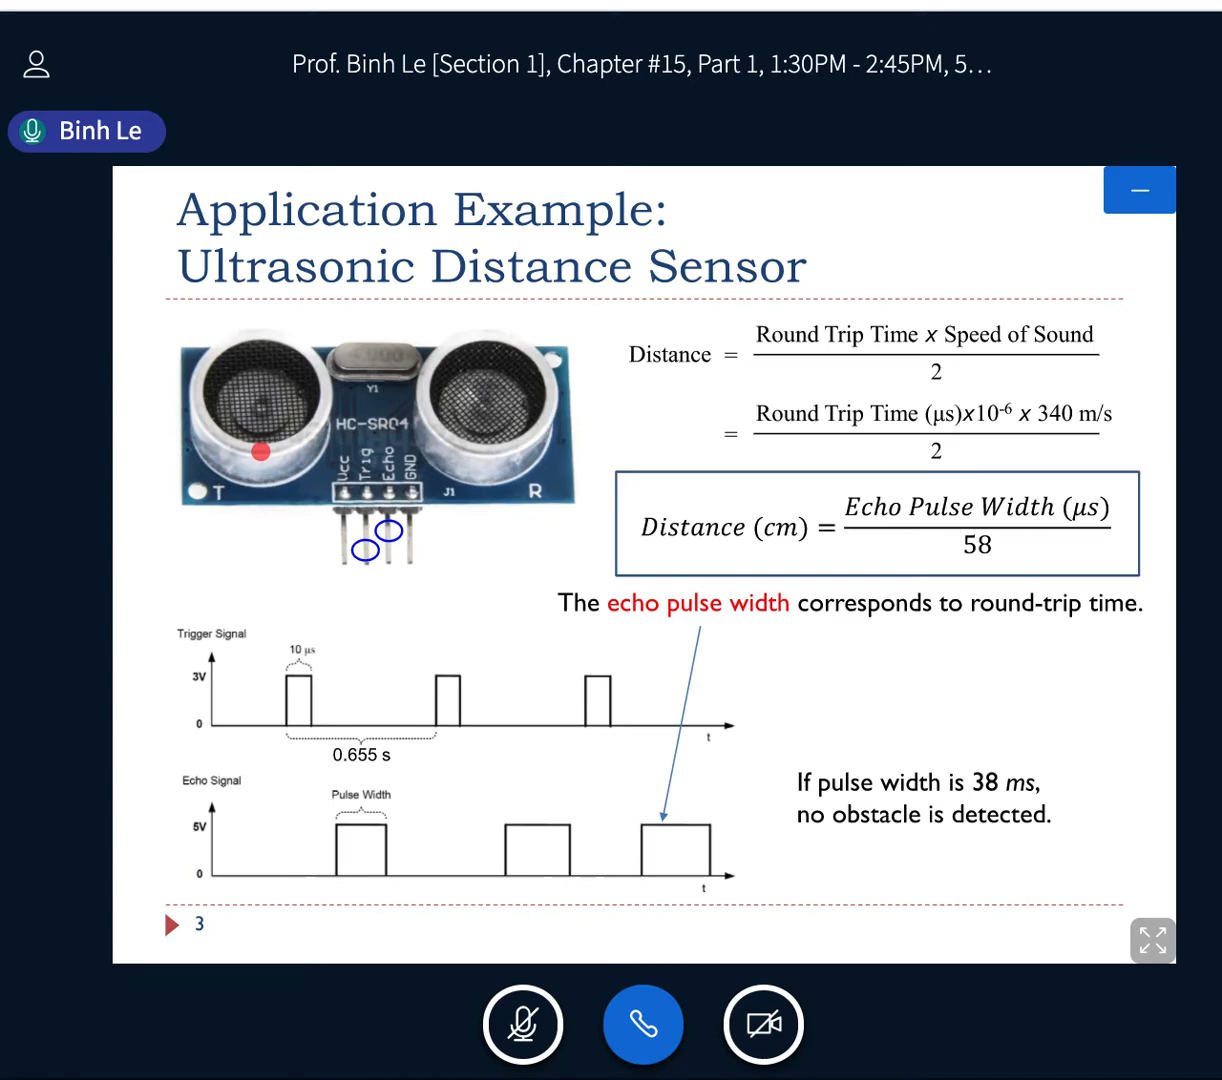 Prof. Binh Le [Section 1], Chapter #15, Part 1, 1:30PM - 2:45PM, 5…
Binh Le
Application Example:
Ultrasonic Distance Sensor
Y1
HC-SR04
Vcc
Trig
Echo
GND
T
J1
R
Distance = Round Trip Time x Speed of Sound
2
= Round Trip Time (μs)x10-6 x 340 m/s
2
Distance (cm) = Echo Pulse Width (μs)
58
The echo pulse width corresponds to round-trip time.
Trigger Signal
10 μs
3V
0
t
0.655 s
Echo Signal
Pulse Width
5V
0
t
If pulse width is 38 ms,
no obstacle is detected.
3